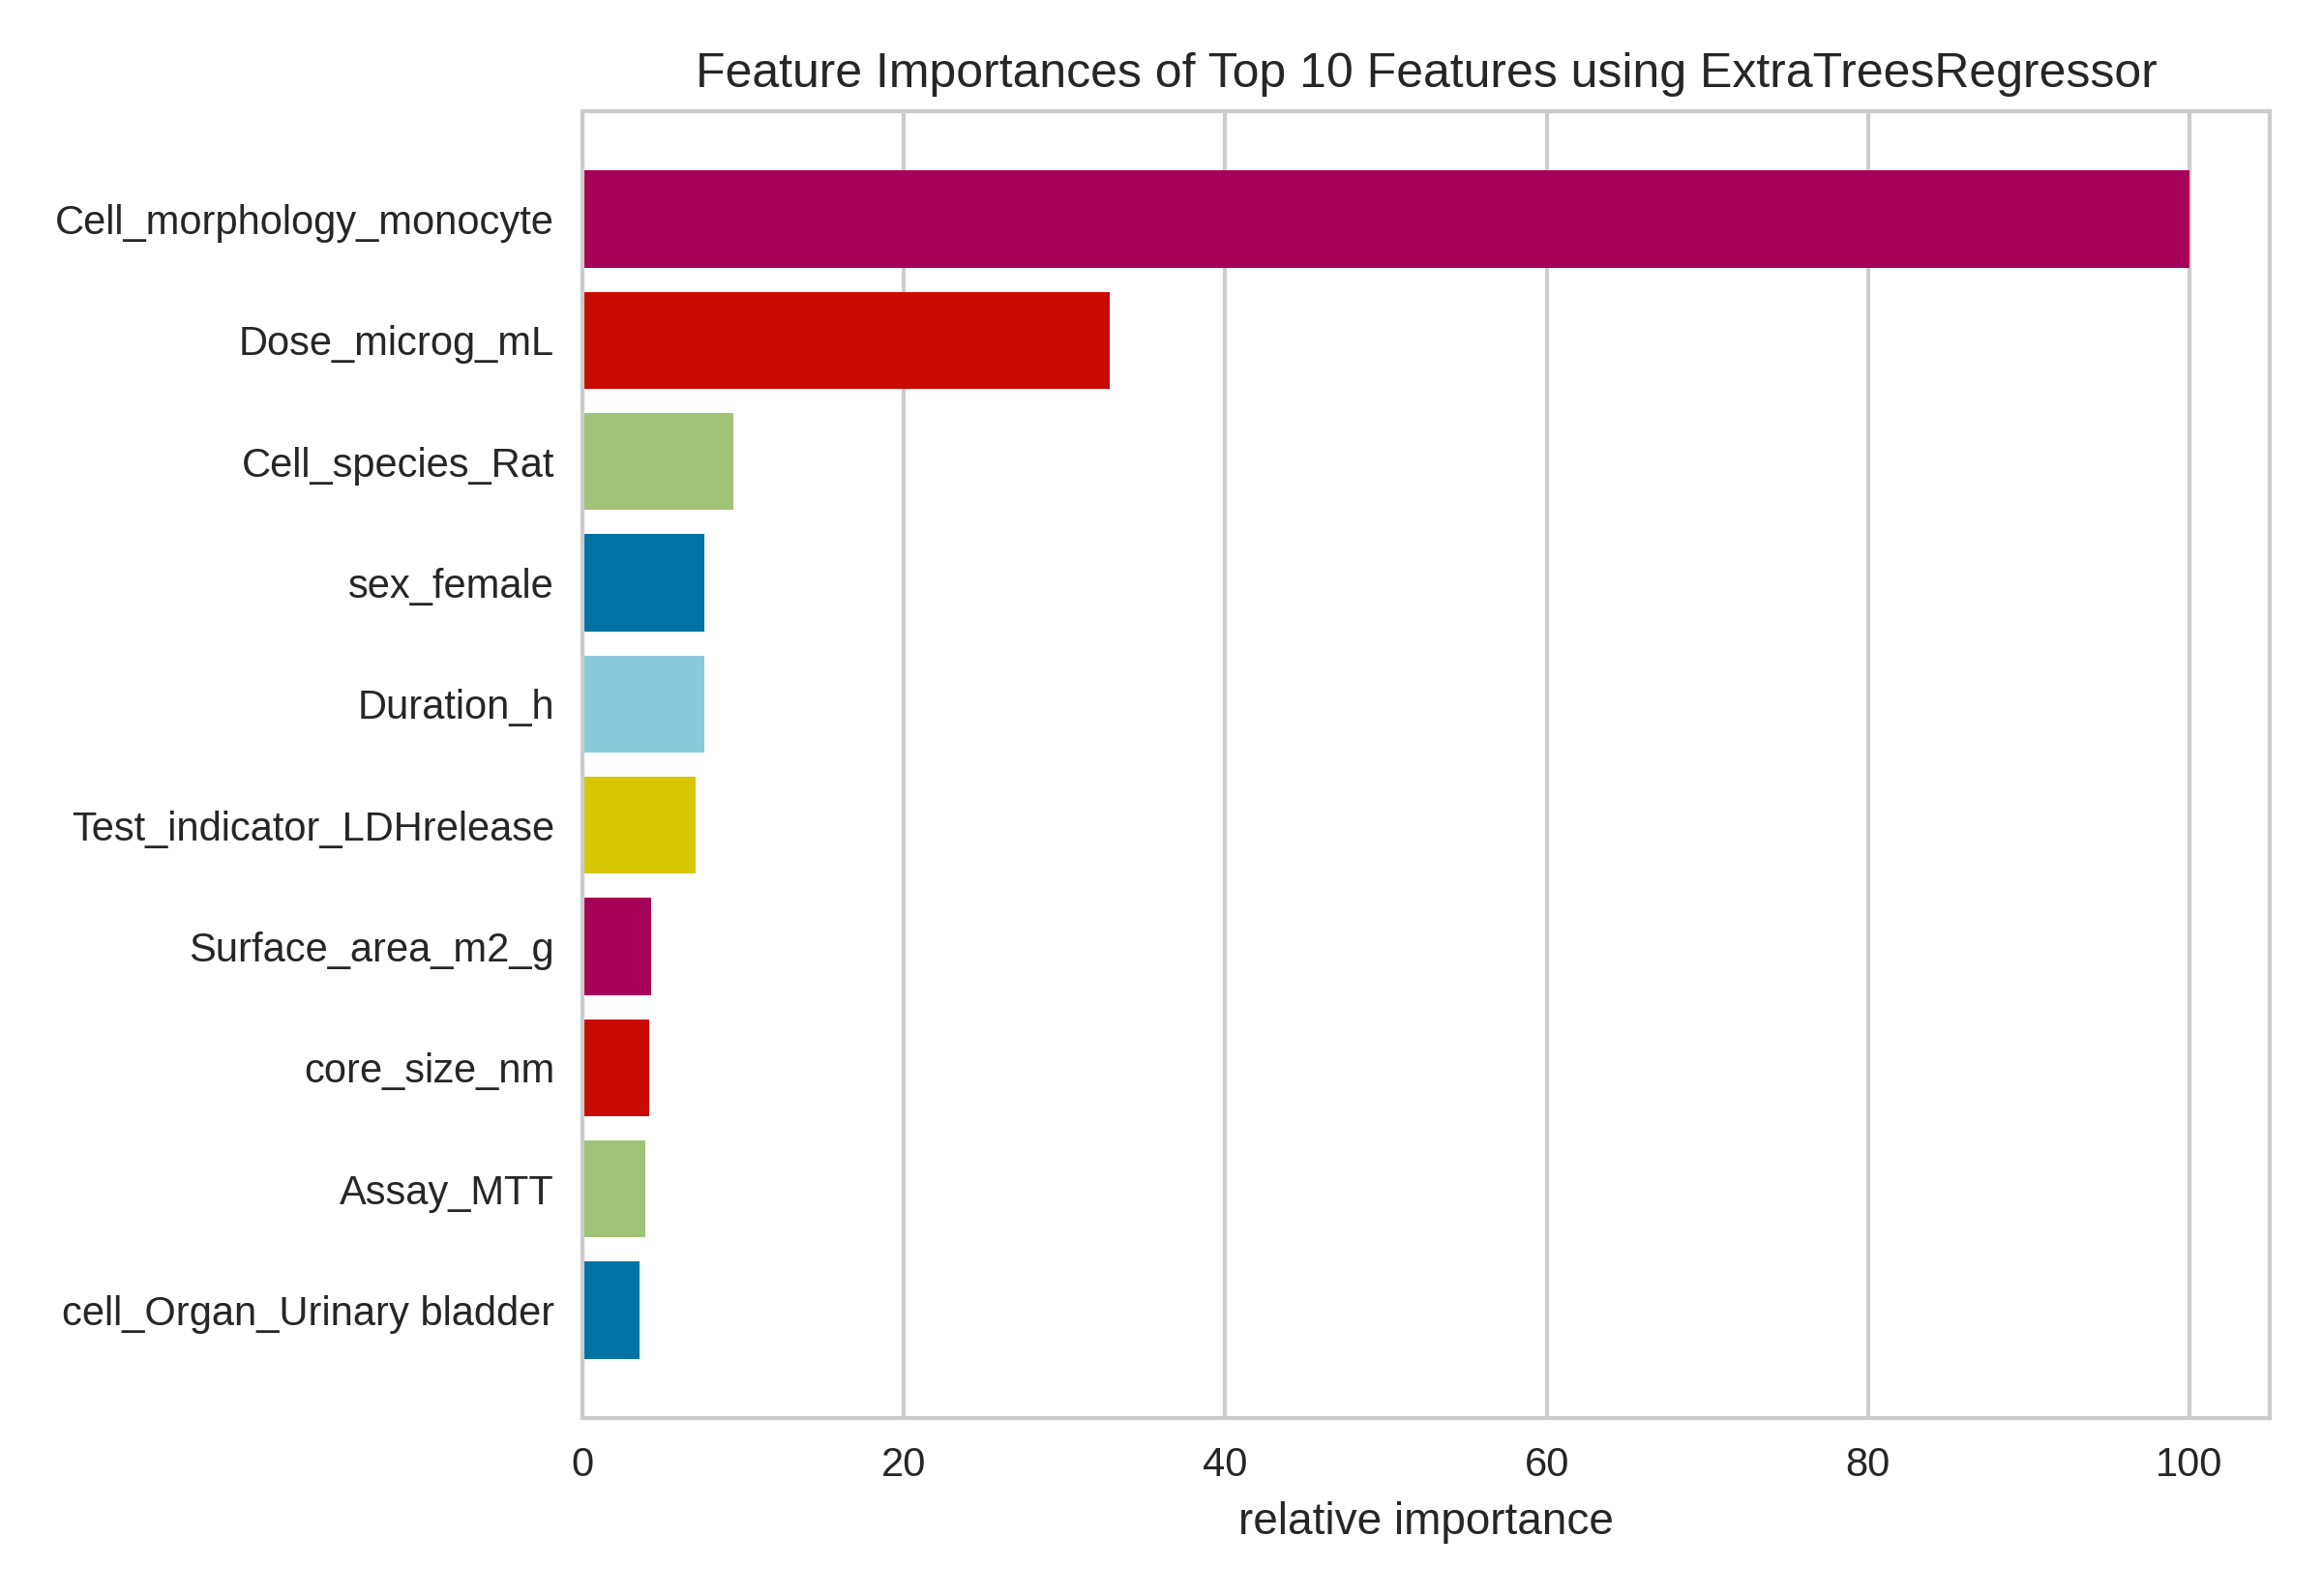 Feature Importances of Top 10 Features using ExtraTreesRegressor
Cell_morphology_monocyte
Dose_microg_mL
Cell_species_Rat
sex_female
Duration_h
Test_indicator_LDHrelease
Surface_area_m2_g
core_size_nm
Assay_MTT
cell_Organ_Urinary bladder
0 20 40 60 80 100
relative importance